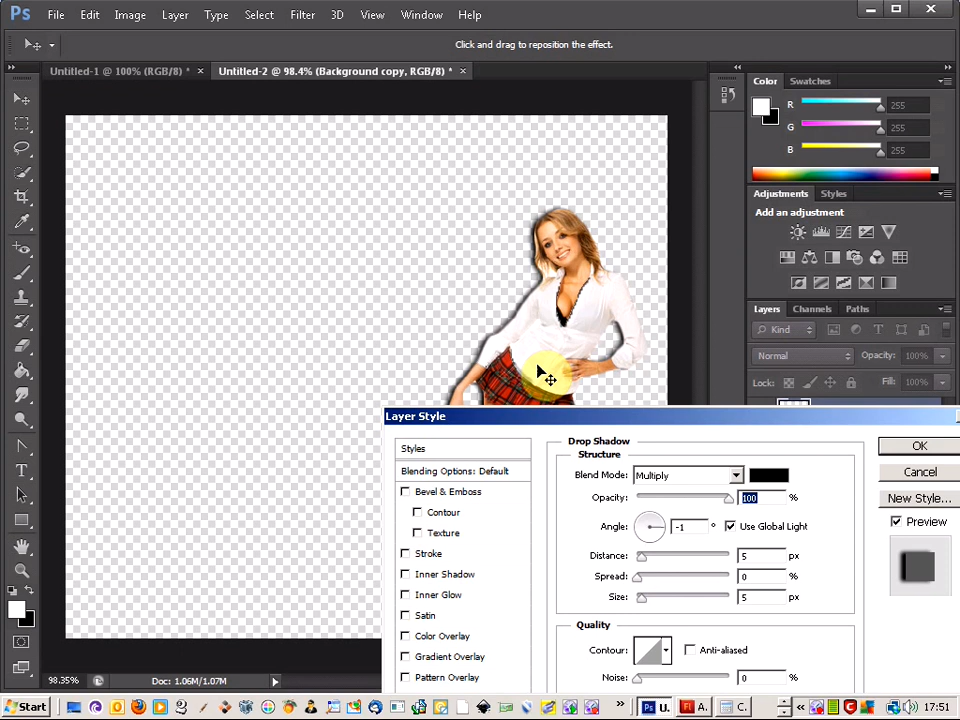 Ps File Edit Image Layer Type Select Filter 3D View Window Help
Click and drag to reposition the effect.
Untitled-1 @ 100% (RGB/8) * × Untitled-2 @ 98.4% (Background copy, RGB/8) * ×
Color Swatches
R 255
G 255
B 255
Adjustments Styles
Add an adjustment
Layers Channels Paths
Kind
Normal Opacity: 100%
Lock: Fill: 100%
Layer Style
Styles
Blending Options: Default
Bevel & Emboss
Contour
Texture
Stroke
Inner Shadow
Inner Glow
Satin
Color Overlay
Gradient Overlay
Pattern Overlay
Drop Shadow
Structure
Blend Mode: Multiply
Opacity: 100 %
Angle: -1 ° Use Global Light
Distance: 5 px
Spread: 0 %
Size: 5 px
Quality
Contour: Anti-aliased
Noise: 0 %
OK
Cancel
New Style...
Preview
98.35% Doc: 1.06M/1.07M
Start » Ps U. Fl A. C. « 17:51